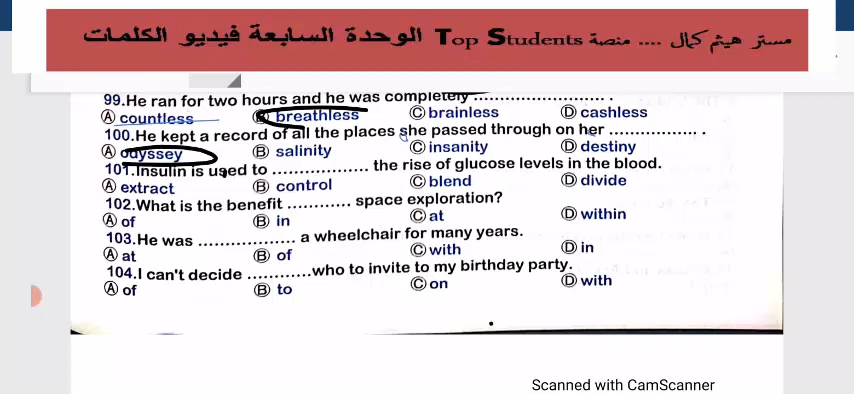 مستر هيثم كمال .... منصة Top Students الوحدة السابعة فيديو الكلمات
99.He ran for two hours and he was completely ......................... .
Ⓐ countless Ⓑ breathless Ⓒ brainless Ⓓ cashless
100.He kept a record of all the places she passed through on her ................. .
Ⓐ odyssey Ⓑ salinity Ⓒ insanity Ⓓ destiny
101.Insulin is used to .................. the rise of glucose levels in the blood.
Ⓐ extract Ⓑ control Ⓒ blend Ⓓ divide
102.What is the benefit ............ space exploration?
Ⓐ of Ⓑ in Ⓒ at Ⓓ within
103.He was .................. a wheelchair for many years.
Ⓐ at Ⓑ of Ⓒ with Ⓓ in
104.I can't decide ............who to invite to my birthday party.
Ⓐ of Ⓑ to Ⓒ on Ⓓ with
Scanned with CamScanner